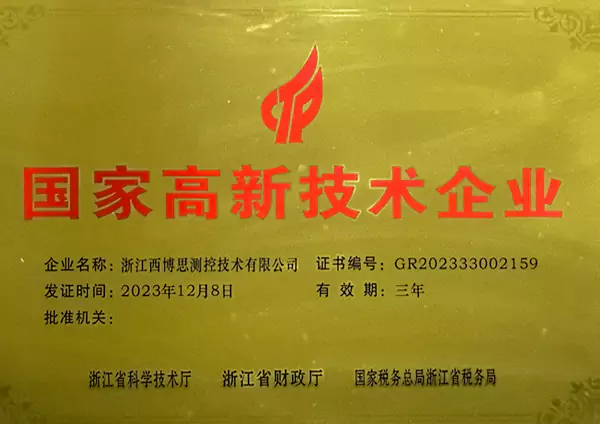 国家高新技术企业
企业名称：浙江西博思测控技术有限公司 证书编号：GR202333002159
发证时间：2023年12月8日 有效期：三年
批准机关：
浙江省科学技术厅 浙江省财政厅 国家税务总局浙江省税务局